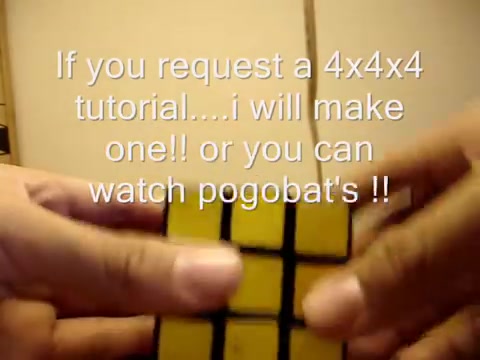 If you request a 4x4x4
tutorial....i will make
one!! or you can
watch pogobat's !!